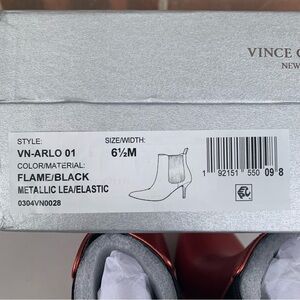 VINCE
NEW
STYLE:
SIZE/WIDTH:
VN-ARLO 01
6½M
COLOR/MATERIAL:
FLAME/BLACK
METALLIC LEA/ELASTIC
0304VN0028
1 92151 550 09 8